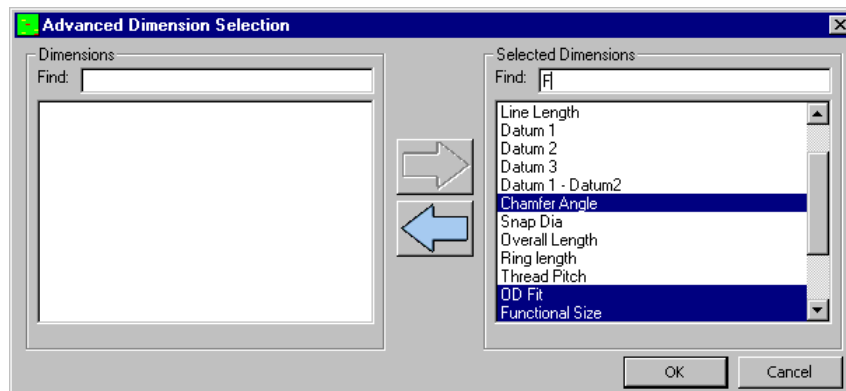 Advanced Dimension Selection
Dimensions
Find:
Selected Dimensions
Find: F
Line Length
Datum 1
Datum 2
Datum 3
Datum 1 - Datum2
Chamfer Angle
Snap Dia
Overall Length
Ring length
Thread Pitch
OD Fit
Functional Size
OK
Cancel